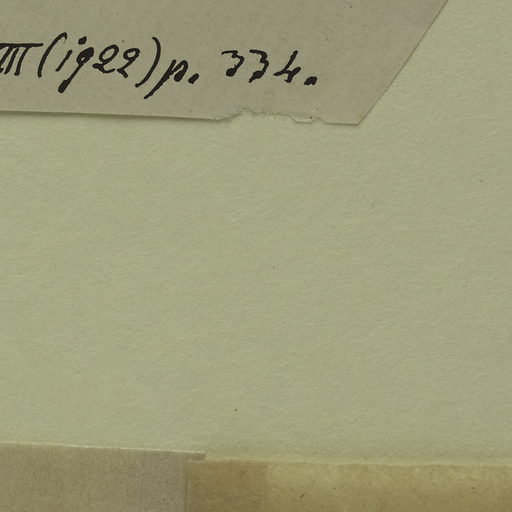 III (1922) p. 334.